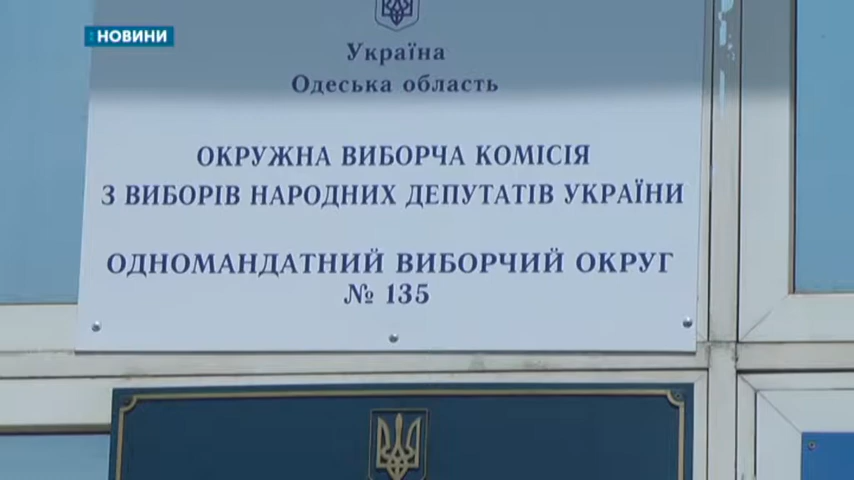 НОВИНИ
Україна
Одеська область
ОКРУЖНА ВИБОРЧА КОМІСІЯ
З ВИБОРІВ НАРОДНИХ ДЕПУТАТІВ УКРАЇНИ
ОДНОМАНДАТНИЙ ВИБОРЧИЙ ОКРУГ
№ 135